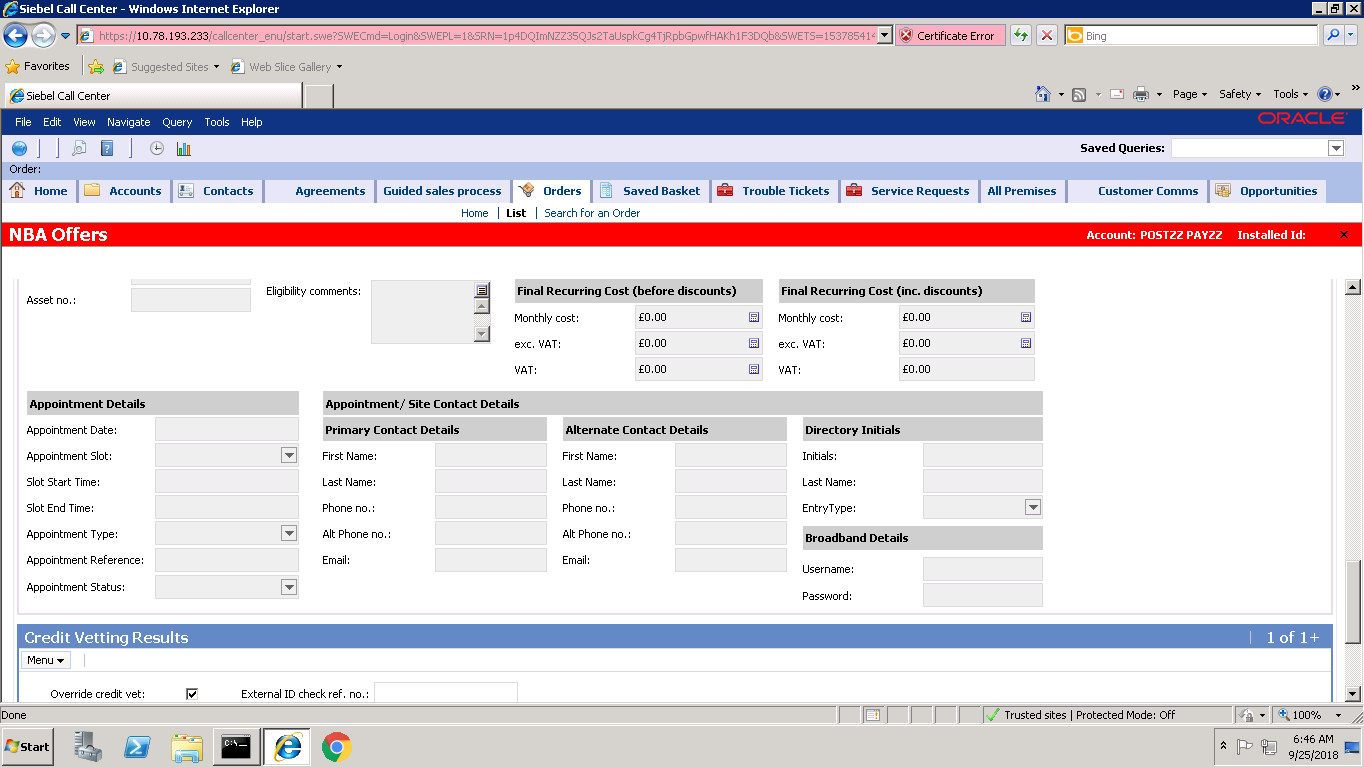 Siebel Call Center - Windows Internet Explorer
https://10.78.193.233/callcenter_enu/start.swe?SWECmd=Login&SWEPL=1&SRN=1p4DQImNZZ35QJs2TaUspkCg4TjRpbGpwfHAKh1F3DQb&SWETS=153785414 Certificate Error Bing
Favorites Suggested Sites Web Slice Gallery
Siebel Call Center Page Safety Tools
File Edit View Navigate Query Tools Help ORACLE
Saved Queries:
Order:
Home Accounts Contacts Agreements Guided sales process Orders Saved Basket Trouble Tickets Service Requests All Premises Customer Comms Opportunities
Home List Search for an Order
NBA Offers Account: POSTZZ PAYZZ Installed Id:
Asset no.: Eligibility comments: Final Recurring Cost (before discounts) Final Recurring Cost (inc. discounts)
Monthly cost: £0.00 Monthly cost: £0.00
exc. VAT: £0.00 exc. VAT: £0.00
VAT: £0.00 VAT: £0.00
Appointment Details Appointment/ Site Contact Details
Appointment Date: Primary Contact Details Alternate Contact Details Directory Initials
Appointment Slot: First Name: First Name: Initials:
Slot Start Time: Last Name: Last Name: Last Name:
Slot End Time: Phone no.: Phone no.: EntryType:
Appointment Type: Alt Phone no.: Alt Phone no.: Broadband Details
Appointment Reference: Email: Email: Username:
Appointment Status: Password:
Credit Vetting Results 1 of 1+
Menu
Override credit vet: External ID check ref. no.:
Done Trusted sites | Protected Mode: Off 100%
Start 6:46 AM
9/25/2018